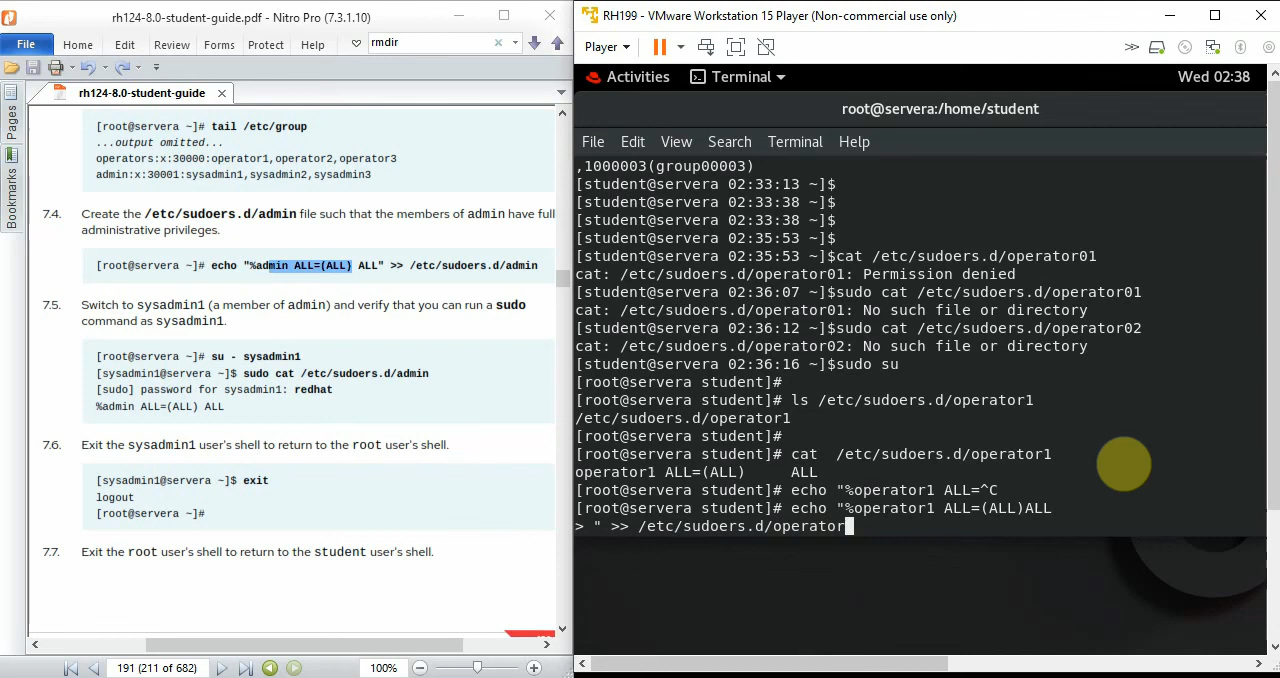 rh124-8.0-student-guide.pdf - Nitro Pro (7.3.1.10)
File Home Edit Review Forms Protect Help rmdir
rh124-8.0-student-guide
Pages
Bookmarks
[root@servera ~]# tail /etc/group
...output omitted...
operators:x:30000:operator1,operator2,operator3
admin:x:30001:sysadmin1,sysadmin2,sysadmin3
7.4. Create the /etc/sudoers.d/admin file such that the members of admin have full
administrative privileges.
[root@servera ~]# echo "%admin ALL=(ALL) ALL" >> /etc/sudoers.d/admin
7.5. Switch to sysadmin1 (a member of admin) and verify that you can run a sudo
command as sysadmin1.
[root@servera ~]# su - sysadmin1
[sysadmin1@servera ~]$ sudo cat /etc/sudoers.d/admin
[sudo] password for sysadmin1: redhat
%admin ALL=(ALL) ALL
7.6. Exit the sysadmin1 user's shell to return to the root user's shell.
[sysadmin1@servera ~]$ exit
logout
[root@servera ~]#
7.7. Exit the root user's shell to return to the student user's shell.
191 (211 of 682)
100%
RH199 - VMware Workstation 15 Player (Non-commercial use only)
Player
Activities Terminal Wed 02:38
root@servera:/home/student
File Edit View Search Terminal Help
,1000003(group00003)
[student@servera 02:33:13 ~]$
[student@servera 02:33:38 ~]$
[student@servera 02:33:38 ~]$
[student@servera 02:35:53 ~]$
[student@servera 02:35:53 ~]$cat /etc/sudoers.d/operator01
cat: /etc/sudoers.d/operator01: Permission denied
[student@servera 02:36:07 ~]$sudo cat /etc/sudoers.d/operator01
cat: /etc/sudoers.d/operator01: No such file or directory
[student@servera 02:36:12 ~]$sudo cat /etc/sudoers.d/operator02
cat: /etc/sudoers.d/operator02: No such file or directory
[student@servera 02:36:16 ~]$sudo su
[root@servera student]#
[root@servera student]# ls /etc/sudoers.d/operator1
/etc/sudoers.d/operator1
[root@servera student]#
[root@servera student]# cat  /etc/sudoers.d/operator1
operator1 ALL=(ALL)     ALL
[root@servera student]# echo "%operator1 ALL=^C
[root@servera student]# echo "%operator1 ALL=(ALL)ALL
> " >> /etc/sudoers.d/operator